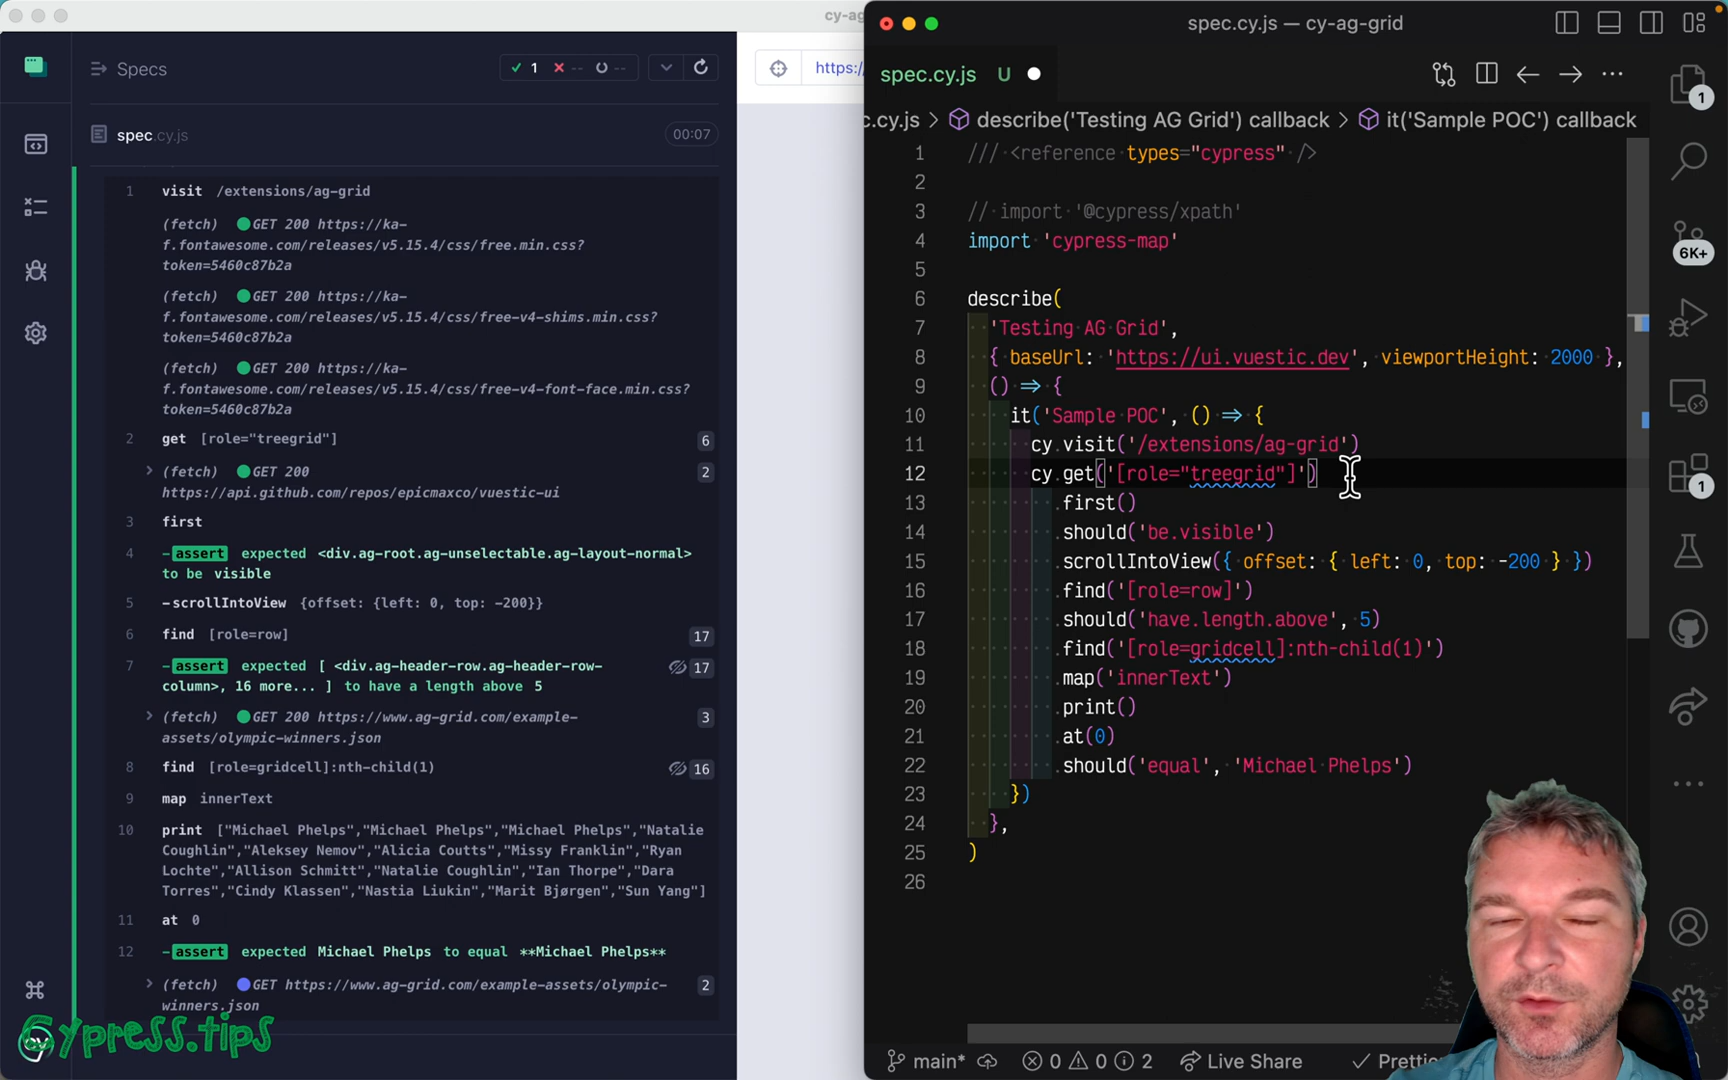 cy-ag
Specs
1
--
--
spec.cy.js
00:07
1 visit /extensions/ag-grid
(fetch) GET 200 https://ka-
f.fontawesome.com/releases/v5.15.4/css/free.min.css?
token=5460c87b2a
(fetch) GET 200 https://ka-
f.fontawesome.com/releases/v5.15.4/css/free-v4-shims.min.css?
token=5460c87b2a
(fetch) GET 200 https://ka-
f.fontawesome.com/releases/v5.15.4/css/free-v4-font-face.min.css?
token=5460c87b2a
2 get [role="treegrid"] 6
(fetch) GET 200 2
https://api.github.com/repos/epicmaxco/vuestic-ui
3 first
4 -assert expected <div.ag-root.ag-unselectable.ag-layout-normal>
to be visible
5 -scrollIntoView {offset: {left: 0, top: -200}}
6 find [role=row] 17
7 -assert expected [ <div.ag-header-row.ag-header-row- 17
column>, 16 more... ] to have a length above 5
(fetch) GET 200 https://www.ag-grid.com/example- 3
assets/olympic-winners.json
8 find [role=gridcell]:nth-child(1) 16
9 map innerText
10 print ["Michael Phelps","Michael Phelps","Michael Phelps","Natalie
Coughlin","Aleksey Nemov","Alicia Coutts","Missy Franklin","Ryan
Lochte","Allison Schmitt","Natalie Coughlin","Ian Thorpe","Dara
Torres","Cindy Klassen","Nastia Liukin","Marit Bjørgen","Sun Yang"]
11 at 0
12 -assert expected Michael Phelps to equal **Michael Phelps**
(fetch) GET https://www.ag-grid.com/example-assets/olympic- 2
winners.json
Cypress.tips
cy
https:/
spec.cy.js — cy-ag-grid
spec.cy.js U
c.cy.js > describe('Testing AG Grid') callback > it('Sample POC') callback
1 /// <reference types="cypress" />
2
3 // import '@cypress/xpath'
4 import 'cypress-map'
5
6 describe(
7 'Testing AG Grid',
8 { baseUrl: 'https://ui.vuestic.dev', viewportHeight: 2000 },
9 () => {
10 it('Sample POC', () => {
11 cy.visit('/extensions/ag-grid')
12 cy.get('[role="treegrid"]')
13 .first()
14 .should('be.visible')
15 .scrollIntoView({ offset: { left: 0, top: -200 } })
16 .find('[role=row]')
17 .should('have.length.above', 5)
18 .find('[role=gridcell]:nth-child(1)')
19 .map('innerText')
20 .print()
21 .at(0)
22 .should('equal', 'Michael Phelps')
23 })
24 },
25 )
26
1
6K+
1
main* 0 0 2 Live Share Pretti